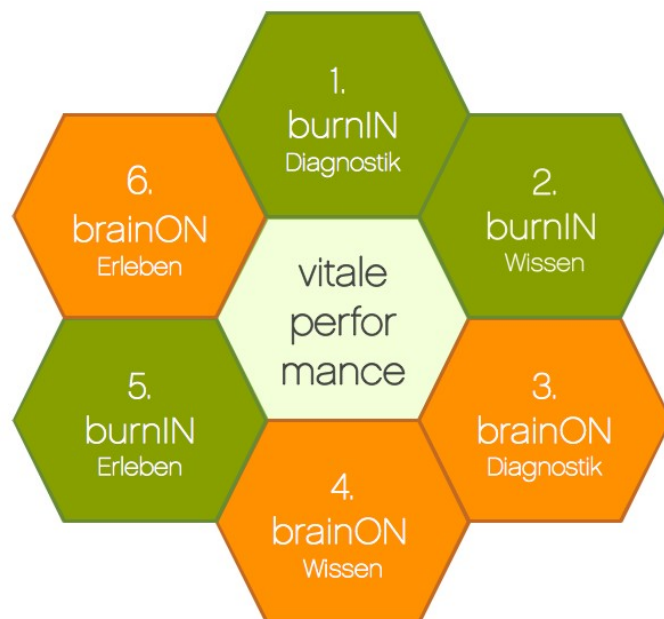 1.
burnIN
Diagnostik
2.
burnIN
Wissen
3.
brainON
Diagnostik
4.
brainON
Wissen
5.
burnIN
Erleben
6.
brainON
Erleben
vitale
perfor
mance